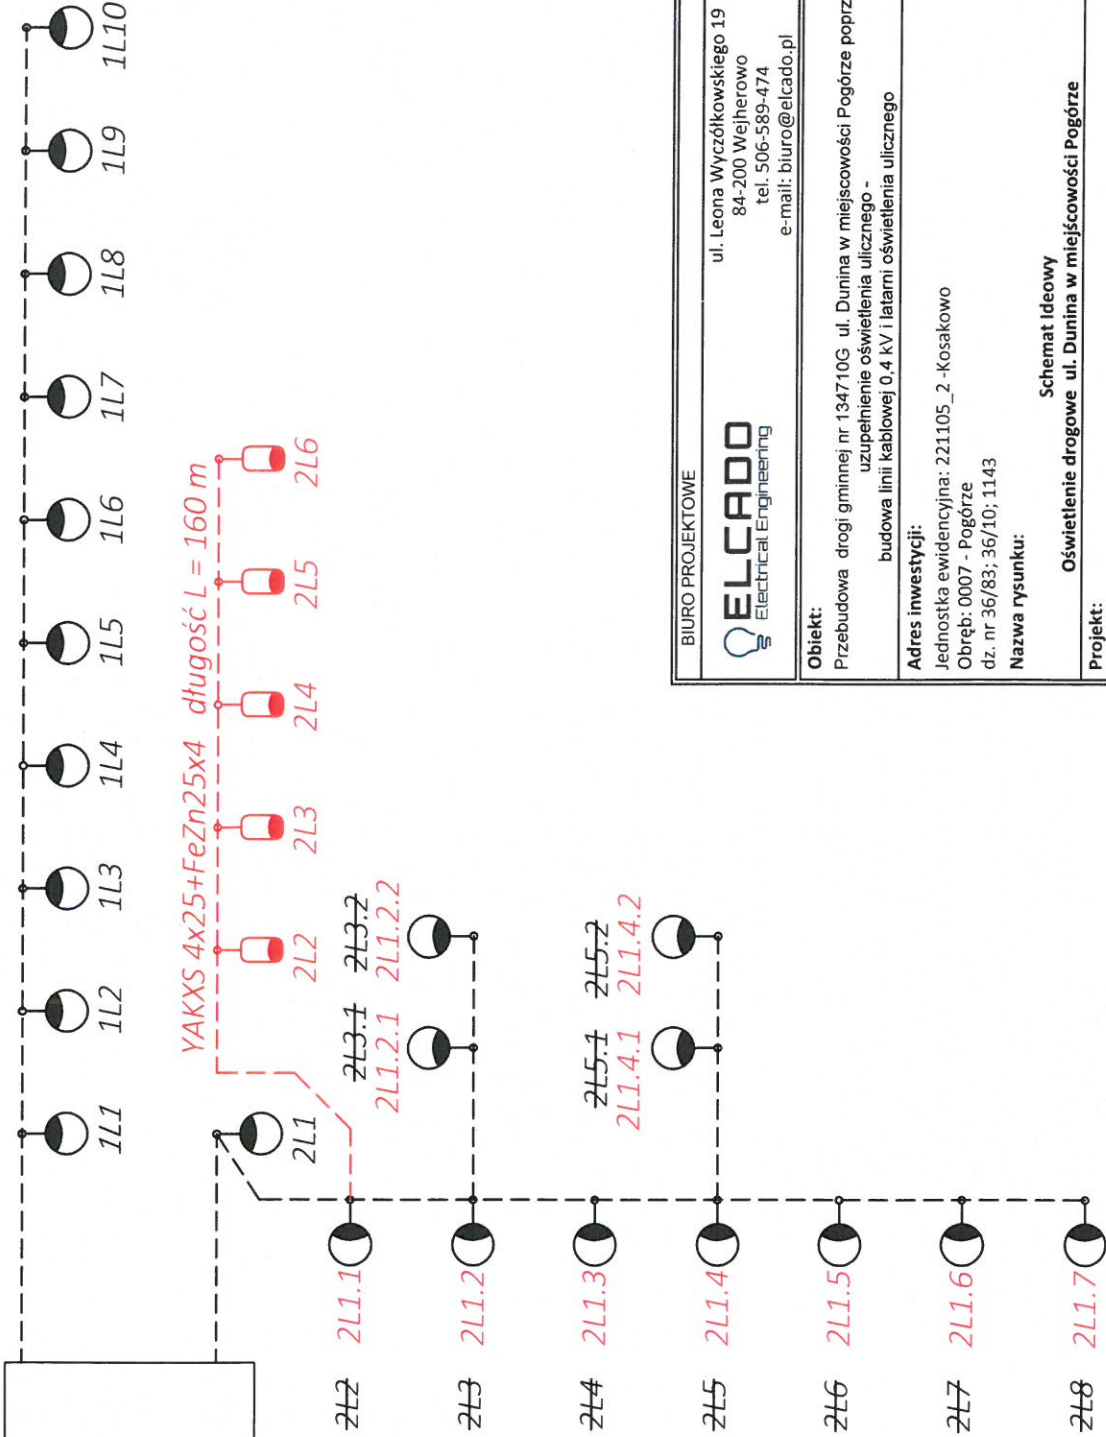 1L1
1L2
1L3
1L4
1L5
1L6
1L7
1L8
1L9
1L10
YAKXS 4x25+FeZn25x4 długość L = 160 m
2L1
2L2
2L3
2L4
2L5
2L6
2L2
2L1.1
2L3
2L1.2
2L3.1
2L1.2.1
2L3.2
2L1.2.2
2L4
2L1.3
2L5
2L1.4
2L5.1
2L1.4.1
2L5.2
2L1.4.2
2L6
2L1.5
2L7
2L1.6
2L8
2L1.7
BIURO PROJEKTOWE
ELCADO
Electrical Engineering
ul. Leona Wyczółkowskiego 19
84-200 Wejherowo
tel. 506-589-474
e-mail: biuro@elcado.pl
Obiekt:
Przebudowa drogi gminnej nr 134710G ul. Dunina w miejscowości Pogórze poprz
uzupełnienie oświetlenia ulicznego -
budowa linii kablowej 0,4 kV i latarni oświetlenia ulicznego
Adres inwestycji:
Jednostka ewidencyjna: 221105_2 -Kosakowo
Obręb: 0007 - Pogórze
dz. nr 36/83; 36/10; 1143
Nazwa rysunku:
Schemat Ideowy
Oświetlenie drogowe ul. Dunina w miejścowości Pogórze
Projekt: